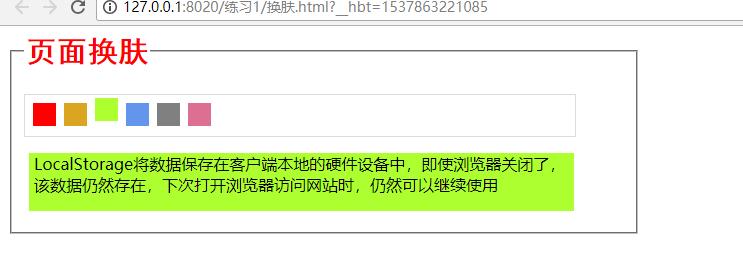 127.0.0.1:8020/练习1/换肤.html?__hbt=1537863221085
页面换肤
LocalStorage将数据保存在客户端本地的硬件设备中，即使浏览器关闭了，
该数据仍然存在，下次打开浏览器访问网站时，仍然可以继续使用